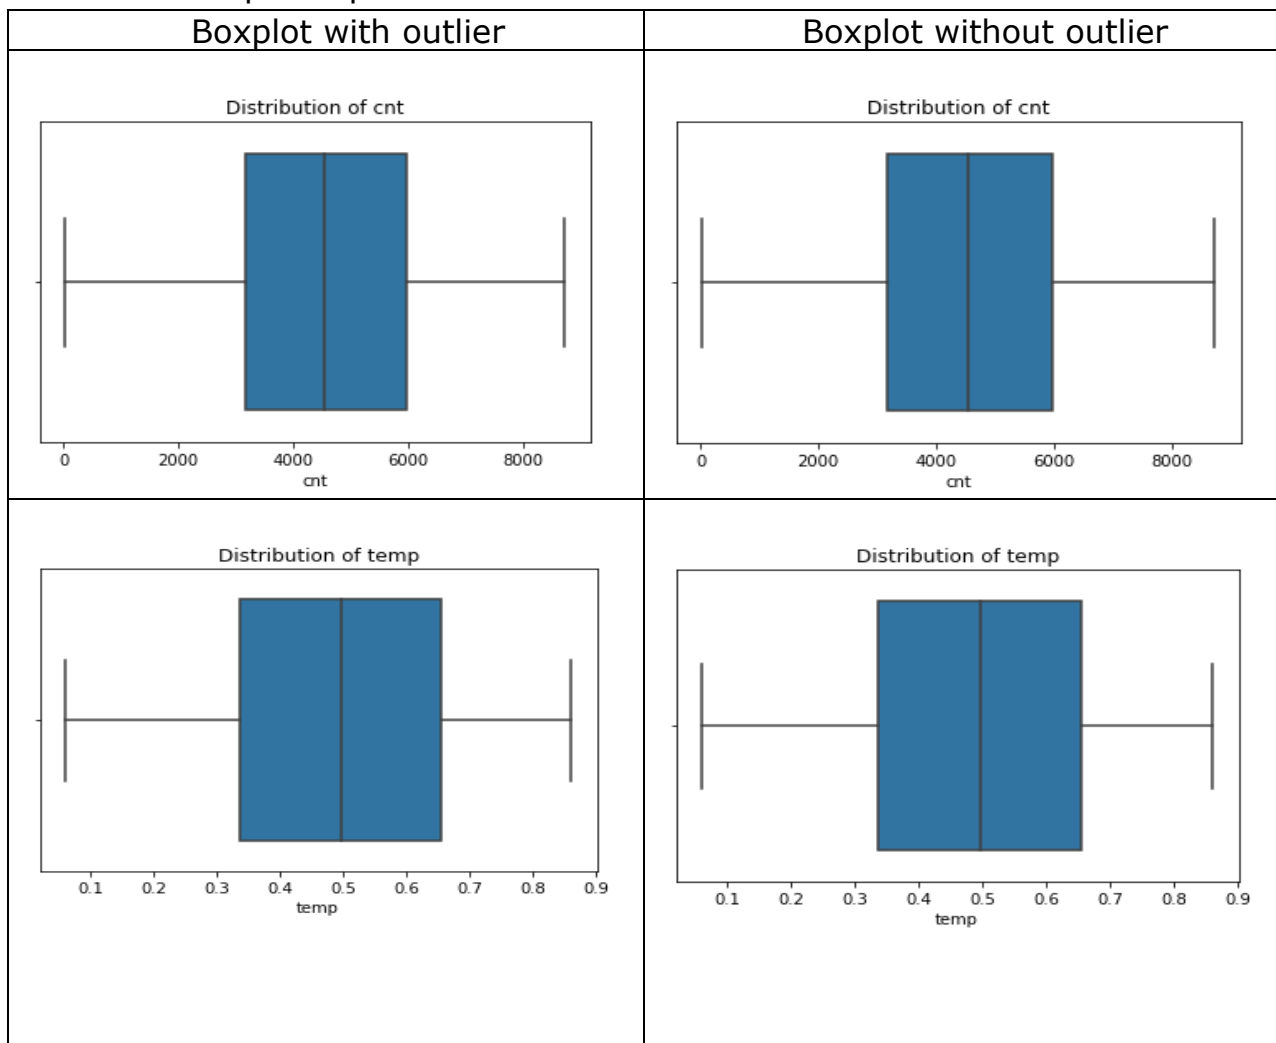 Boxplot with outlier
Boxplot without outlier
Distribution of cnt
0 2000 4000 6000 8000
cnt
Distribution of cnt
0 2000 4000 6000 8000
cnt
Distribution of temp
0.1 0.2 0.3 0.4 0.5 0.6 0.7 0.8 0.9
temp
Distribution of temp
0.1 0.2 0.3 0.4 0.5 0.6 0.7 0.8 0.9
temp